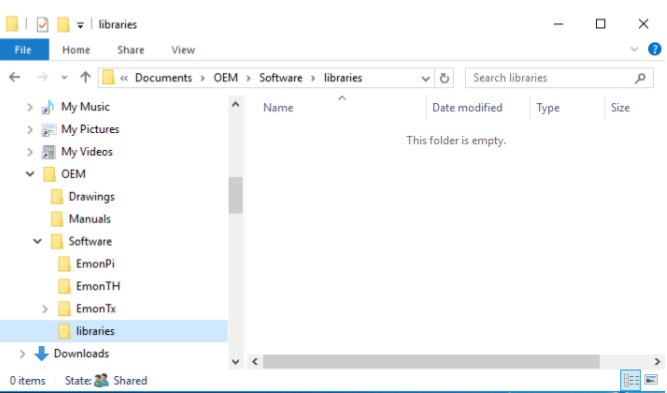 libraries
File Home Share View
« Documents > OEM > Software > libraries Search libraries
My Music
My Pictures
My Videos
OEM
Drawings
Manuals
Software
EmonPi
EmonTH
EmonTx
libraries
Downloads
Name Date modified Type Size
This folder is empty.
0 items State: Shared